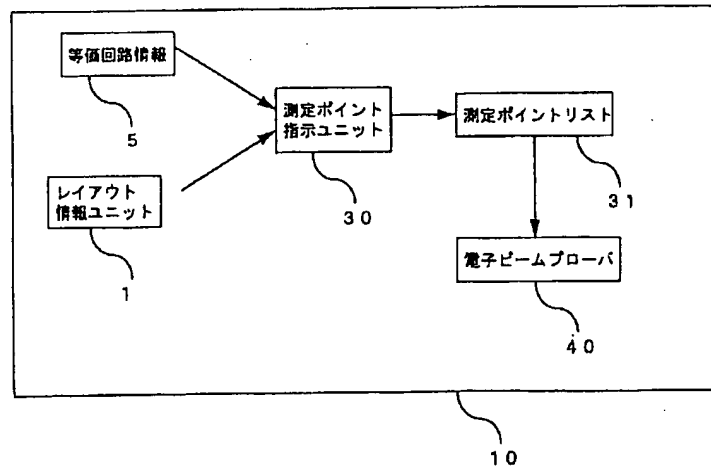 等価回路情報
5
測定ポイント
指示ユニット
30
測定ポイントリスト
31
レイアウト
情報ユニット
1
電子ビームプローバ
40
10